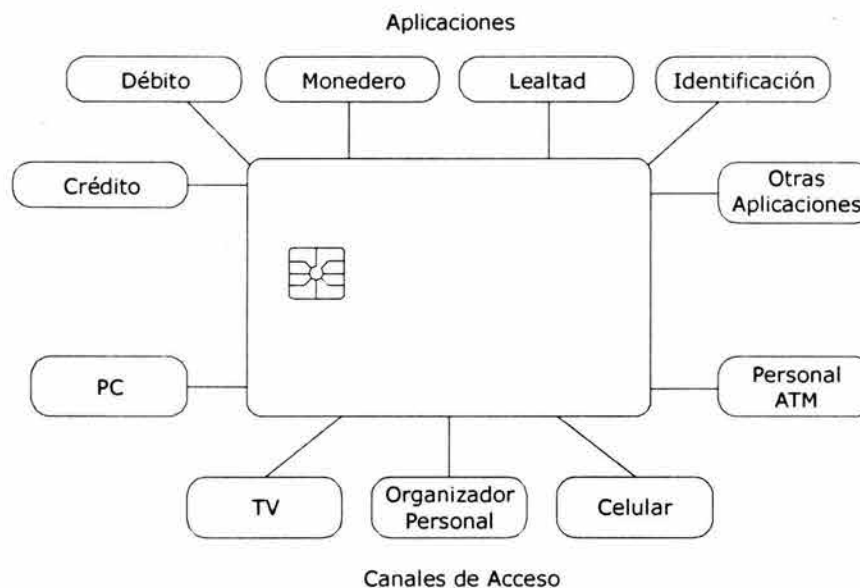 Aplicaciones
Débito
Monedero
Lealtad
Identificación
Crédito
Otras
Aplicaciones
PC
Personal
ATM
TV
Organizador
Personal
Celular
Canales de Acceso